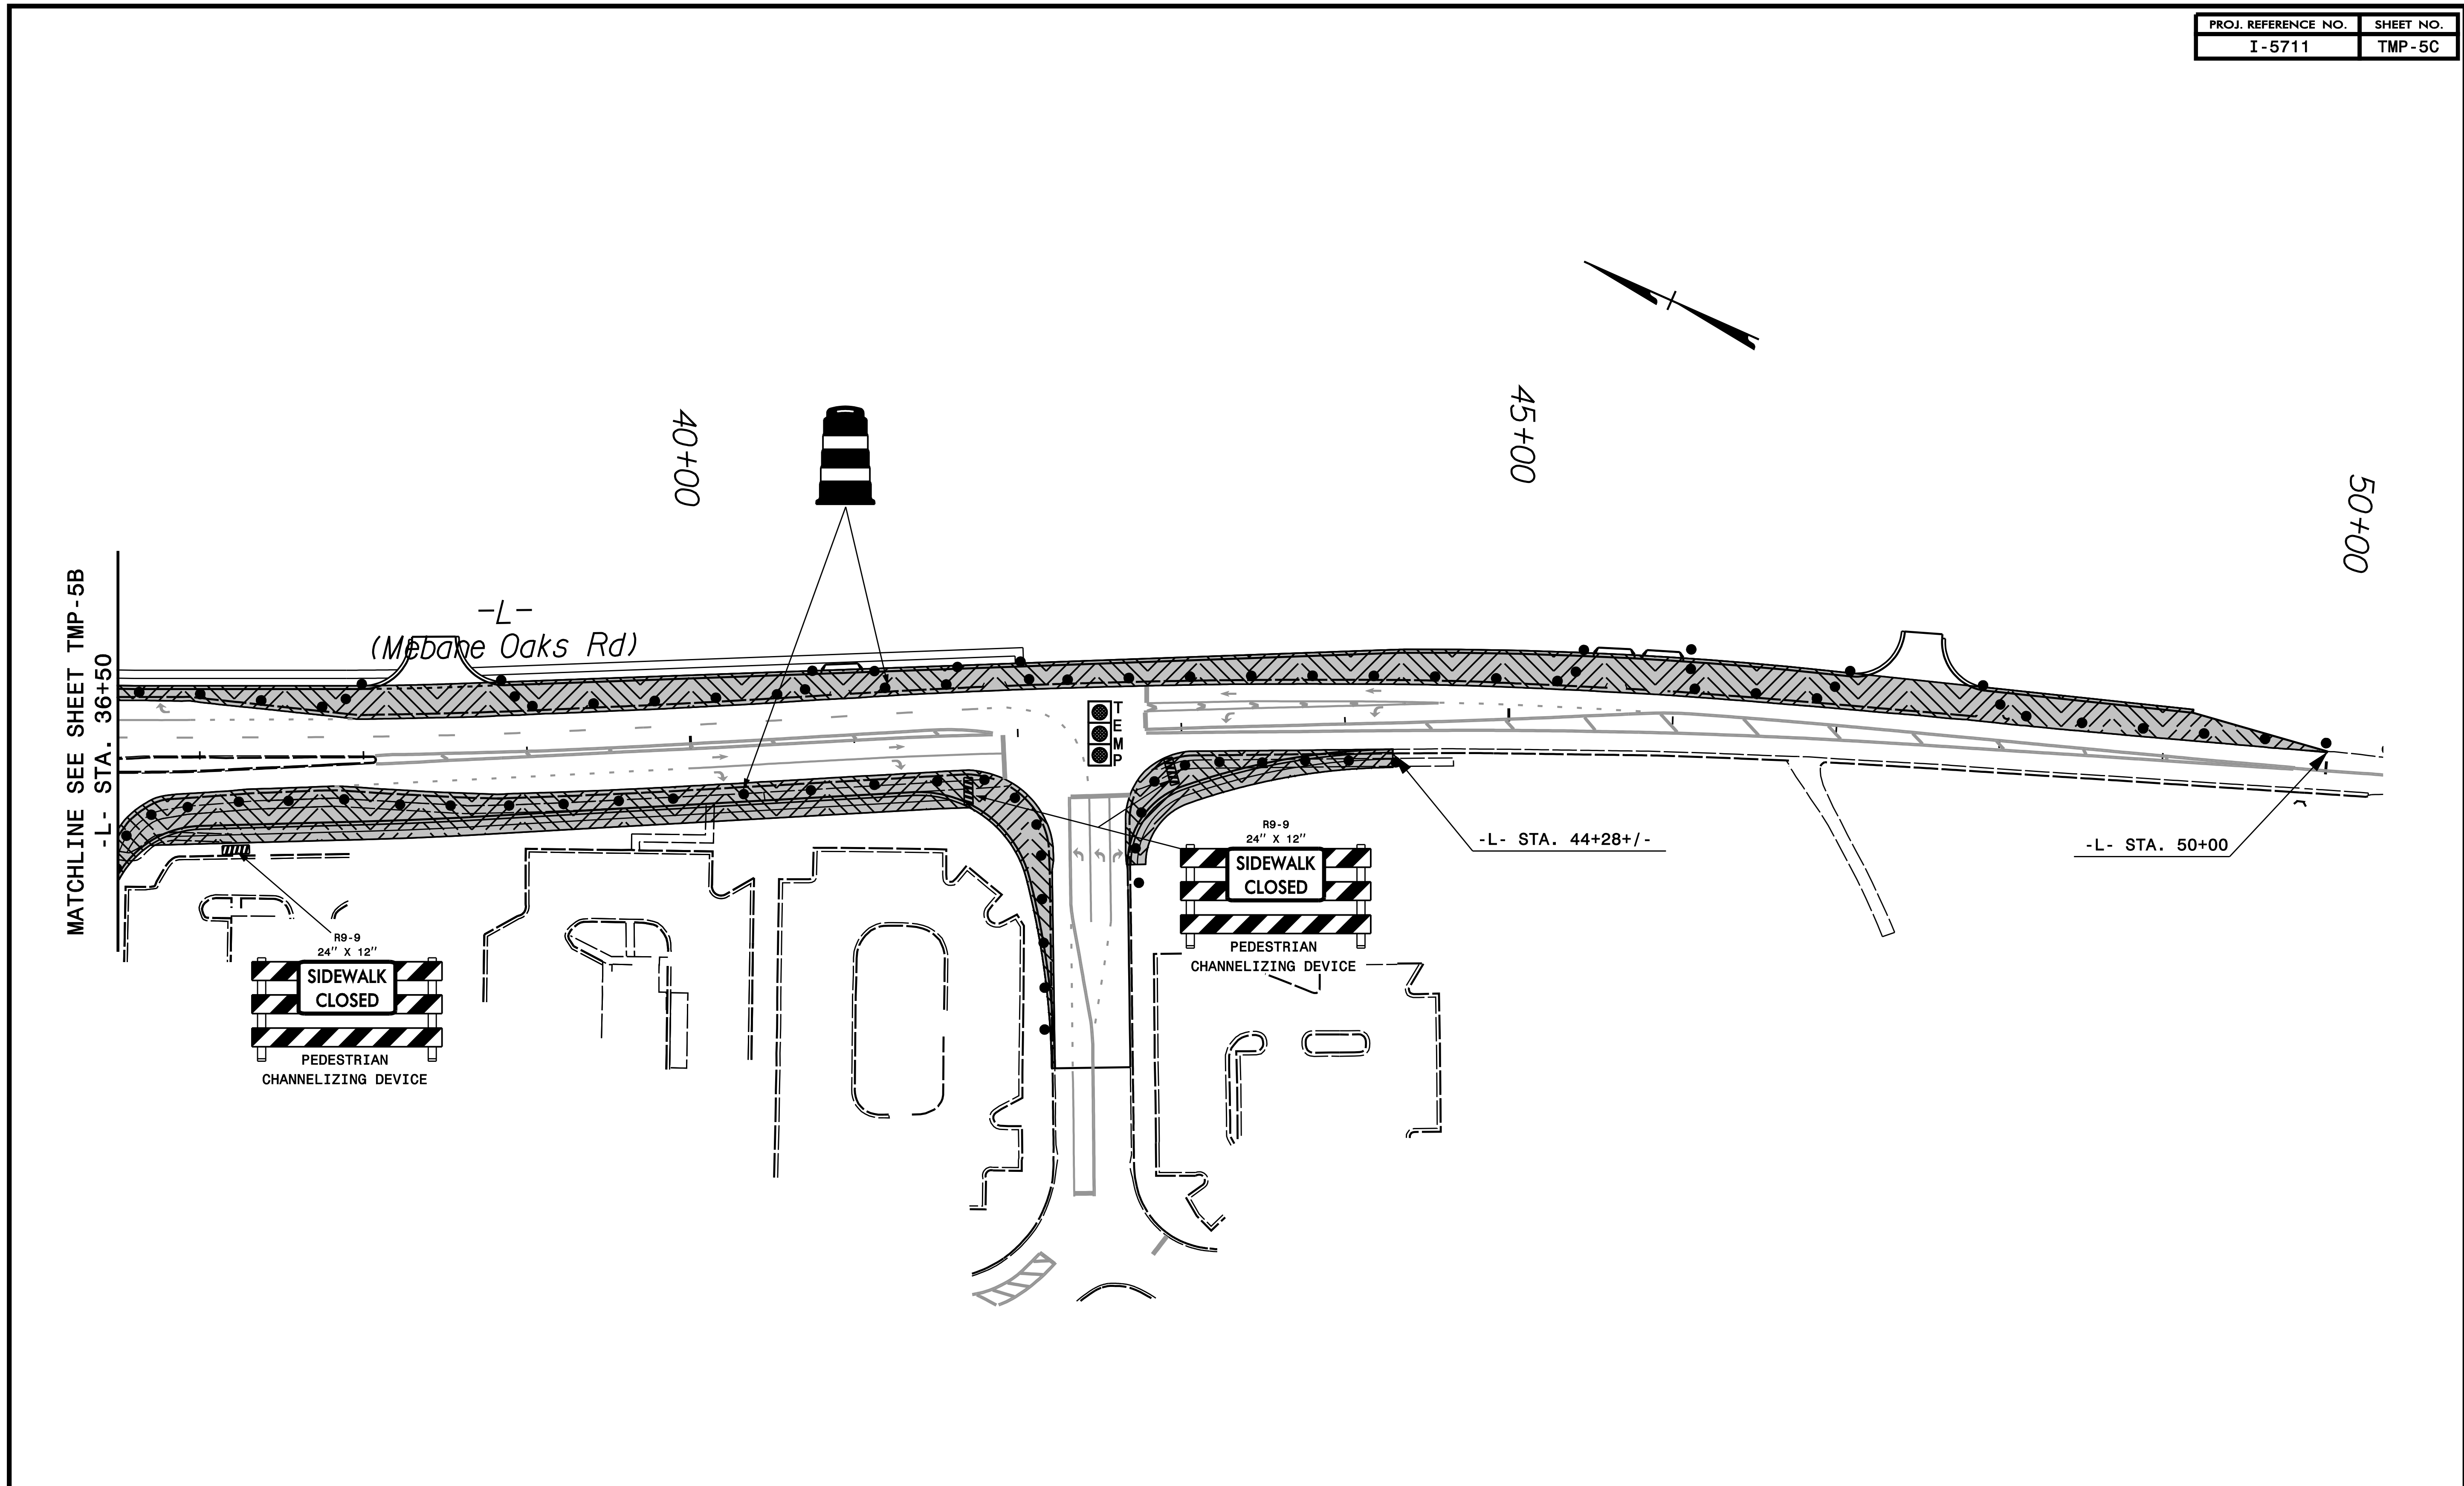 PROJ. REFERENCE NO. SHEET NO.
I-5711 TMP-5C
40+00
45+00
50+00
MATCHLINE SEE SHEET TMP-5B
-L- STA. 36+50
-L-
(Mebane Oaks Rd)
TEMP
-L- STA. 44+28+/-
-L- STA. 50+00
R9-9
24" X 12"
SIDEWALK
CLOSED
PEDESTRIAN
CHANNELIZING DEVICE
R9-9
24" X 12"
SIDEWALK
CLOSED
PEDESTRIAN
CHANNELIZING DEVICE